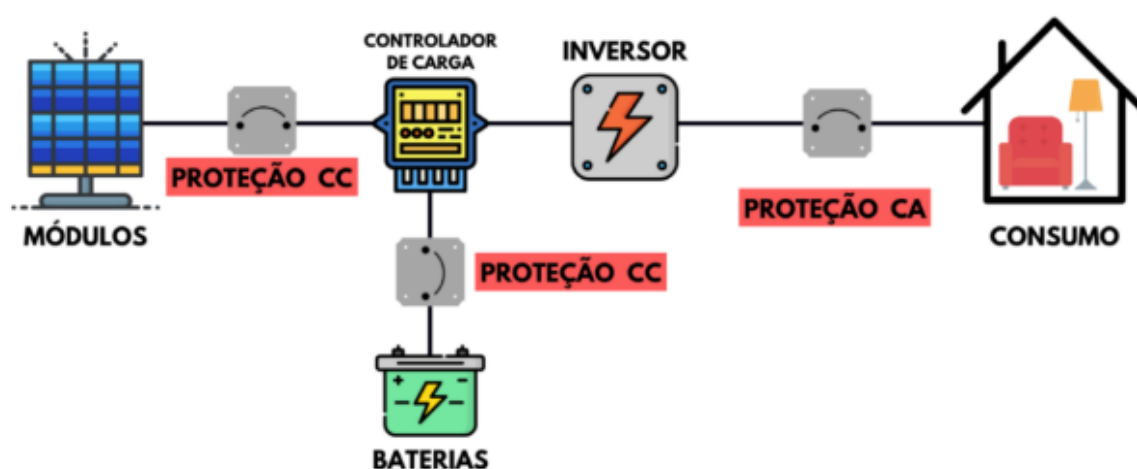 CONTROLADOR
DE CARGA
INVERSOR
PROTEÇÃO CC
PROTEÇÃO CA
MÓDULOS
CONSUMO
PROTEÇÃO CC
BATERIAS